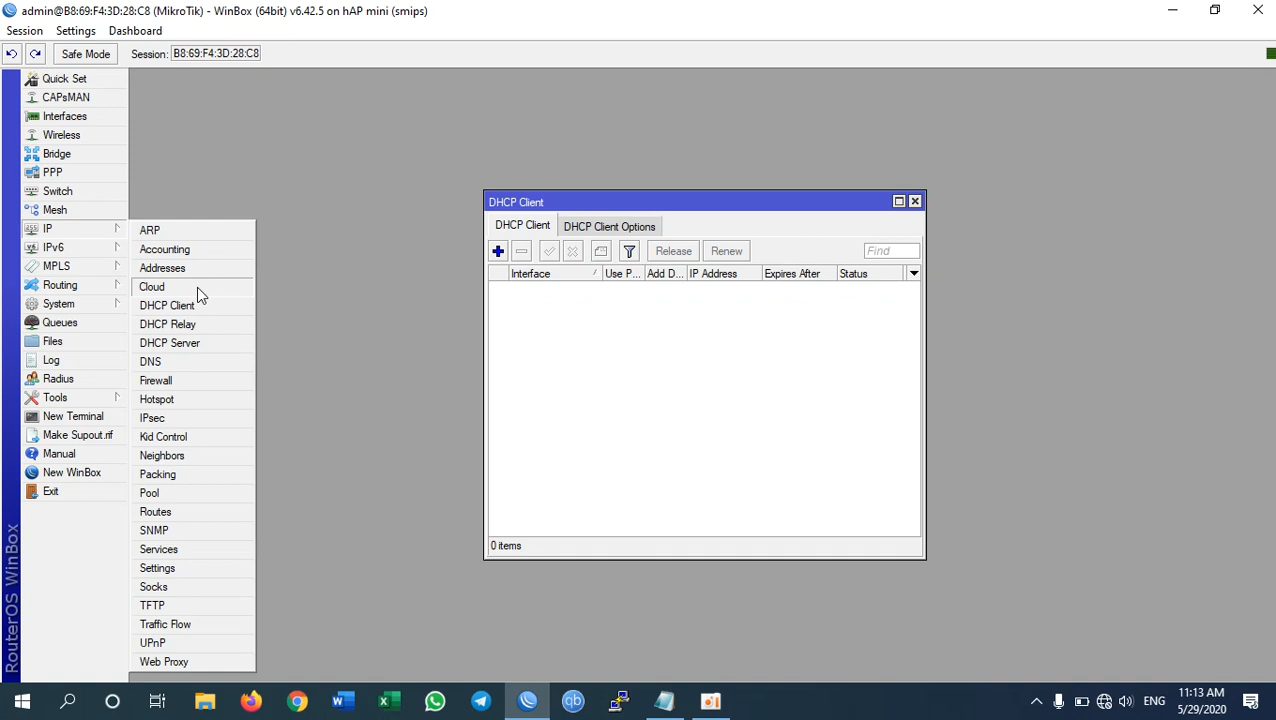 admin@B8:69:F4:3D:28:C8 (MikroTik) - WinBox (64bit) v6.42.5 on hAP mini (smips)
Session Settings Dashboard
Safe Mode Session: B8:69:F4:3D:28:C8
Quick Set
CAPsMAN
Interfaces
Wireless
Bridge
PPP
Switch
Mesh
IP
IPv6
MPLS
Routing
System
Queues
Files
Log
Radius
Tools
New Terminal
Make Supout.rif
Manual
New WinBox
Exit
RouterOS WinBox
ARP
Accounting
Addresses
Cloud
DHCP Client
DHCP Relay
DHCP Server
DNS
Firewall
Hotspot
IPsec
Kid Control
Neighbors
Packing
Pool
Routes
SNMP
Services
Settings
Socks
TFTP
Traffic Flow
UPnP
Web Proxy
DHCP Client
DHCP Client DHCP Client Options
Release Renew Find
Interface Use P... Add D... IP Address Expires After Status
0 items
ENG
11:13 AM
5/29/2020